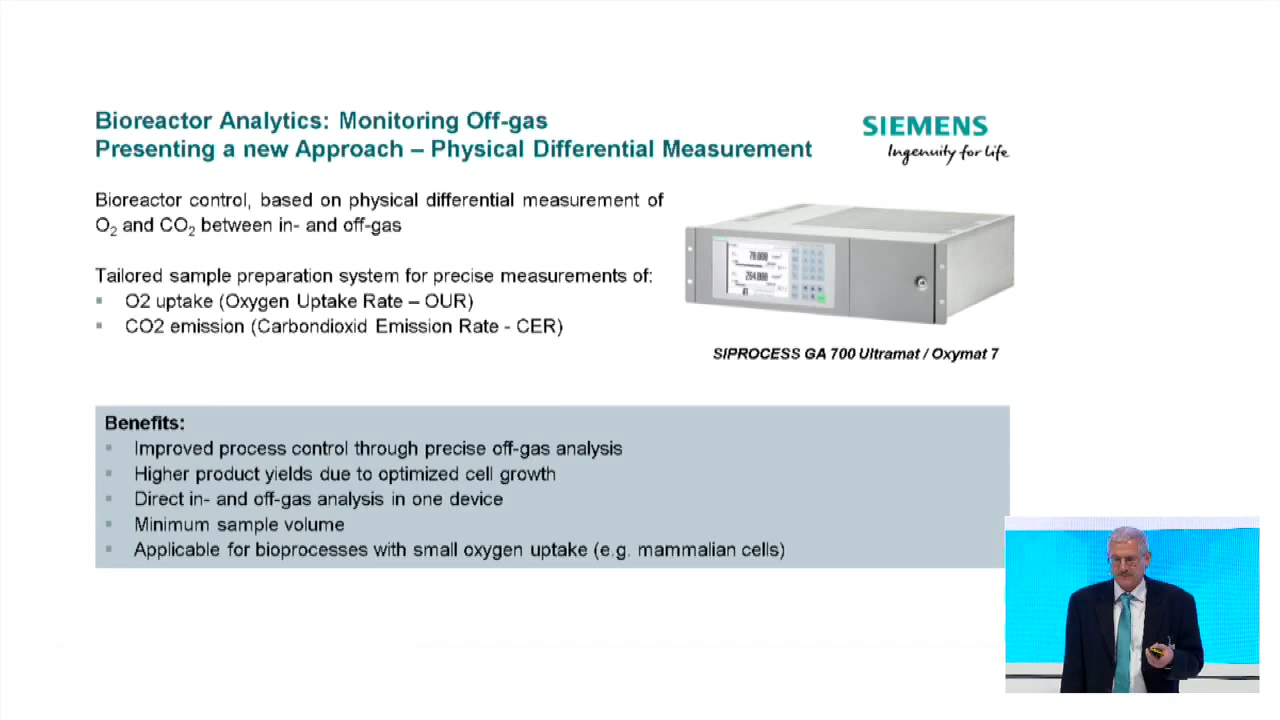 Bioreactor Analytics: Monitoring Off-gas
Presenting a new Approach – Physical Differential Measurement
SIEMENS
Ingenuity for life
Bioreactor control, based on physical differential measurement of
O₂ and CO₂ between in- and off-gas
Tailored sample preparation system for precise measurements of:
▪ O2 uptake (Oxygen Uptake Rate – OUR)
▪ CO2 emission (Carbondioxid Emission Rate - CER)
SIPROCESS GA 700 Ultramat / Oxymat 7
Benefits:
▪ Improved process control through precise off-gas analysis
▪ Higher product yields due to optimized cell growth
▪ Direct in- and off-gas analysis in one device
▪ Minimum sample volume
▪ Applicable for bioprocesses with small oxygen uptake (e.g. mammalian cells)